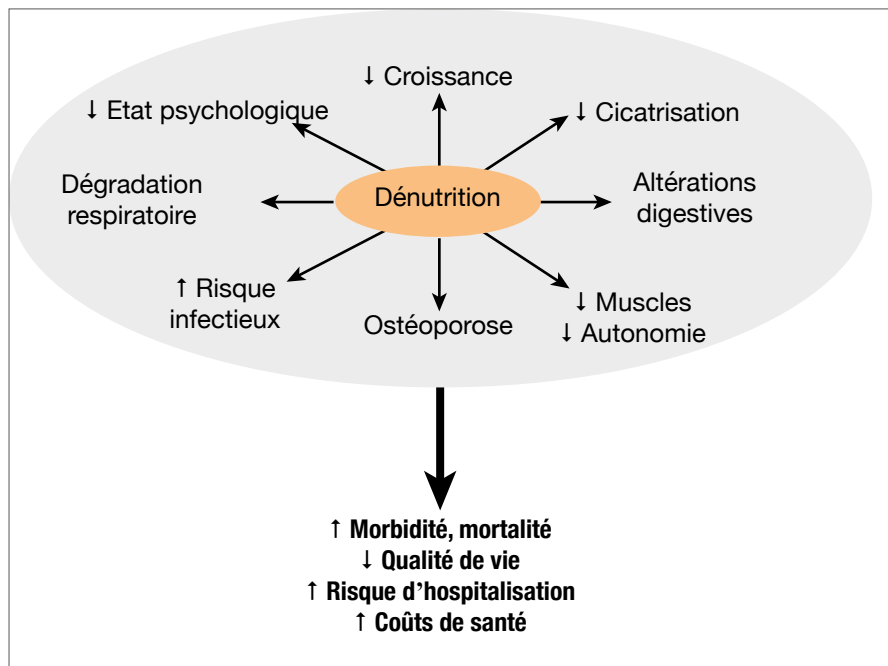 ↓ Croissance
↓ Etat psychologique
↓ Cicatrisation
Dégradation
respiratoire
Dénutrition
Altérations
digestives
↑ Risque
infectieux
Ostéoporose
↓ Muscles
↓ Autonomie
↑ Morbidité, mortalité
↓ Qualité de vie
↑ Risque d’hospitalisation
↑ Coûts de santé